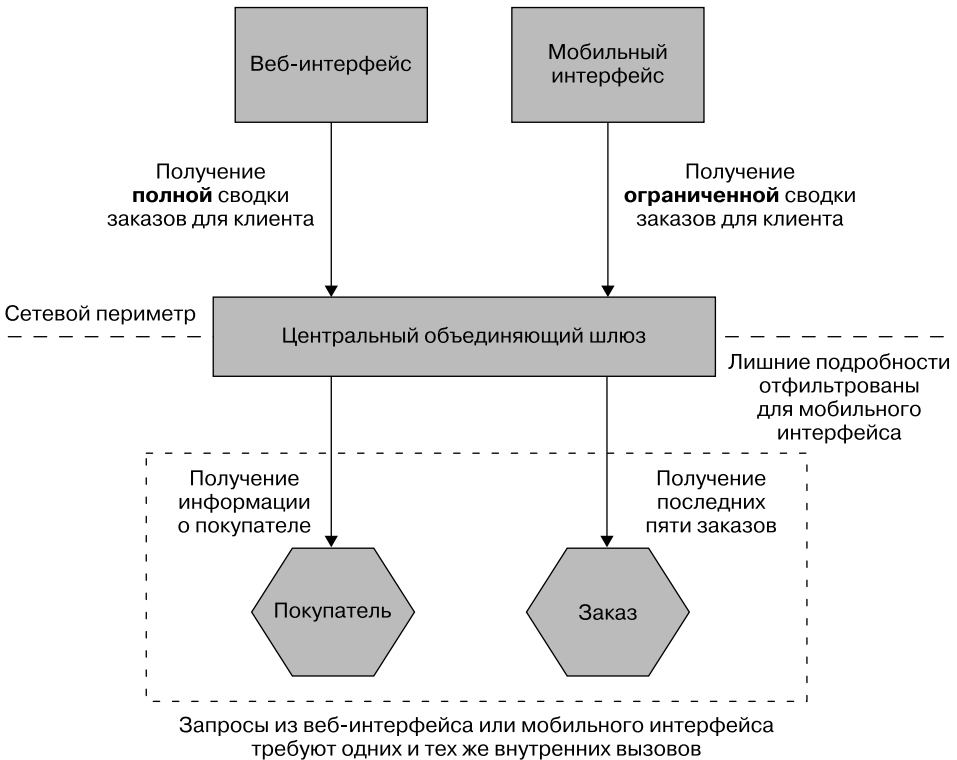 Веб-интерфейс
Мобильный
интерфейс
Получение
полной сводки
заказов для клиента
Получение
ограниченной сводки
заказов для клиента
Сетевой периметр
Центральный объединяющий шлюз
Лишние подробности
отфильтрованы
для мобильного
интерфейса
Получение
информации
о покупателе
Получение
последних
пяти заказов
Покупатель
Заказ
Запросы из веб-интерфейса или мобильного интерфейса
требуют одних и тех же внутренних вызовов